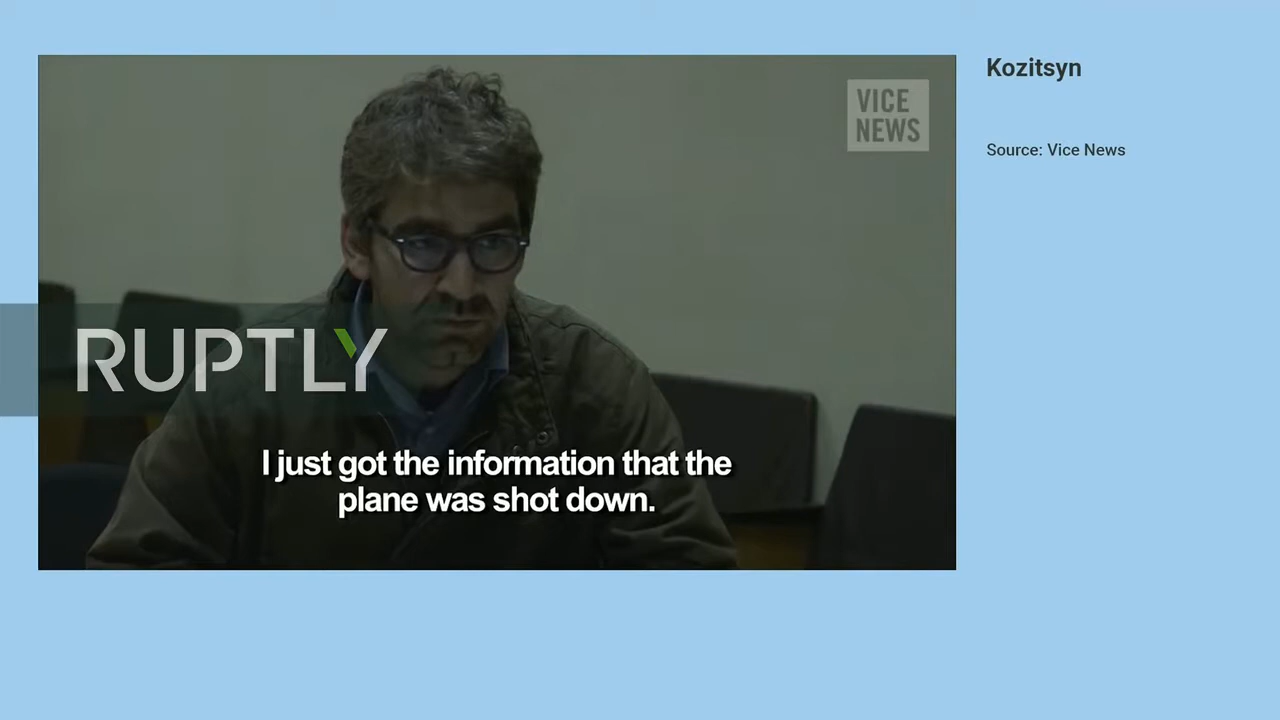 Kozitsyn
VICE
NEWS
Source: Vice News
RUPTLY
I just got the information that the
plane was shot down.